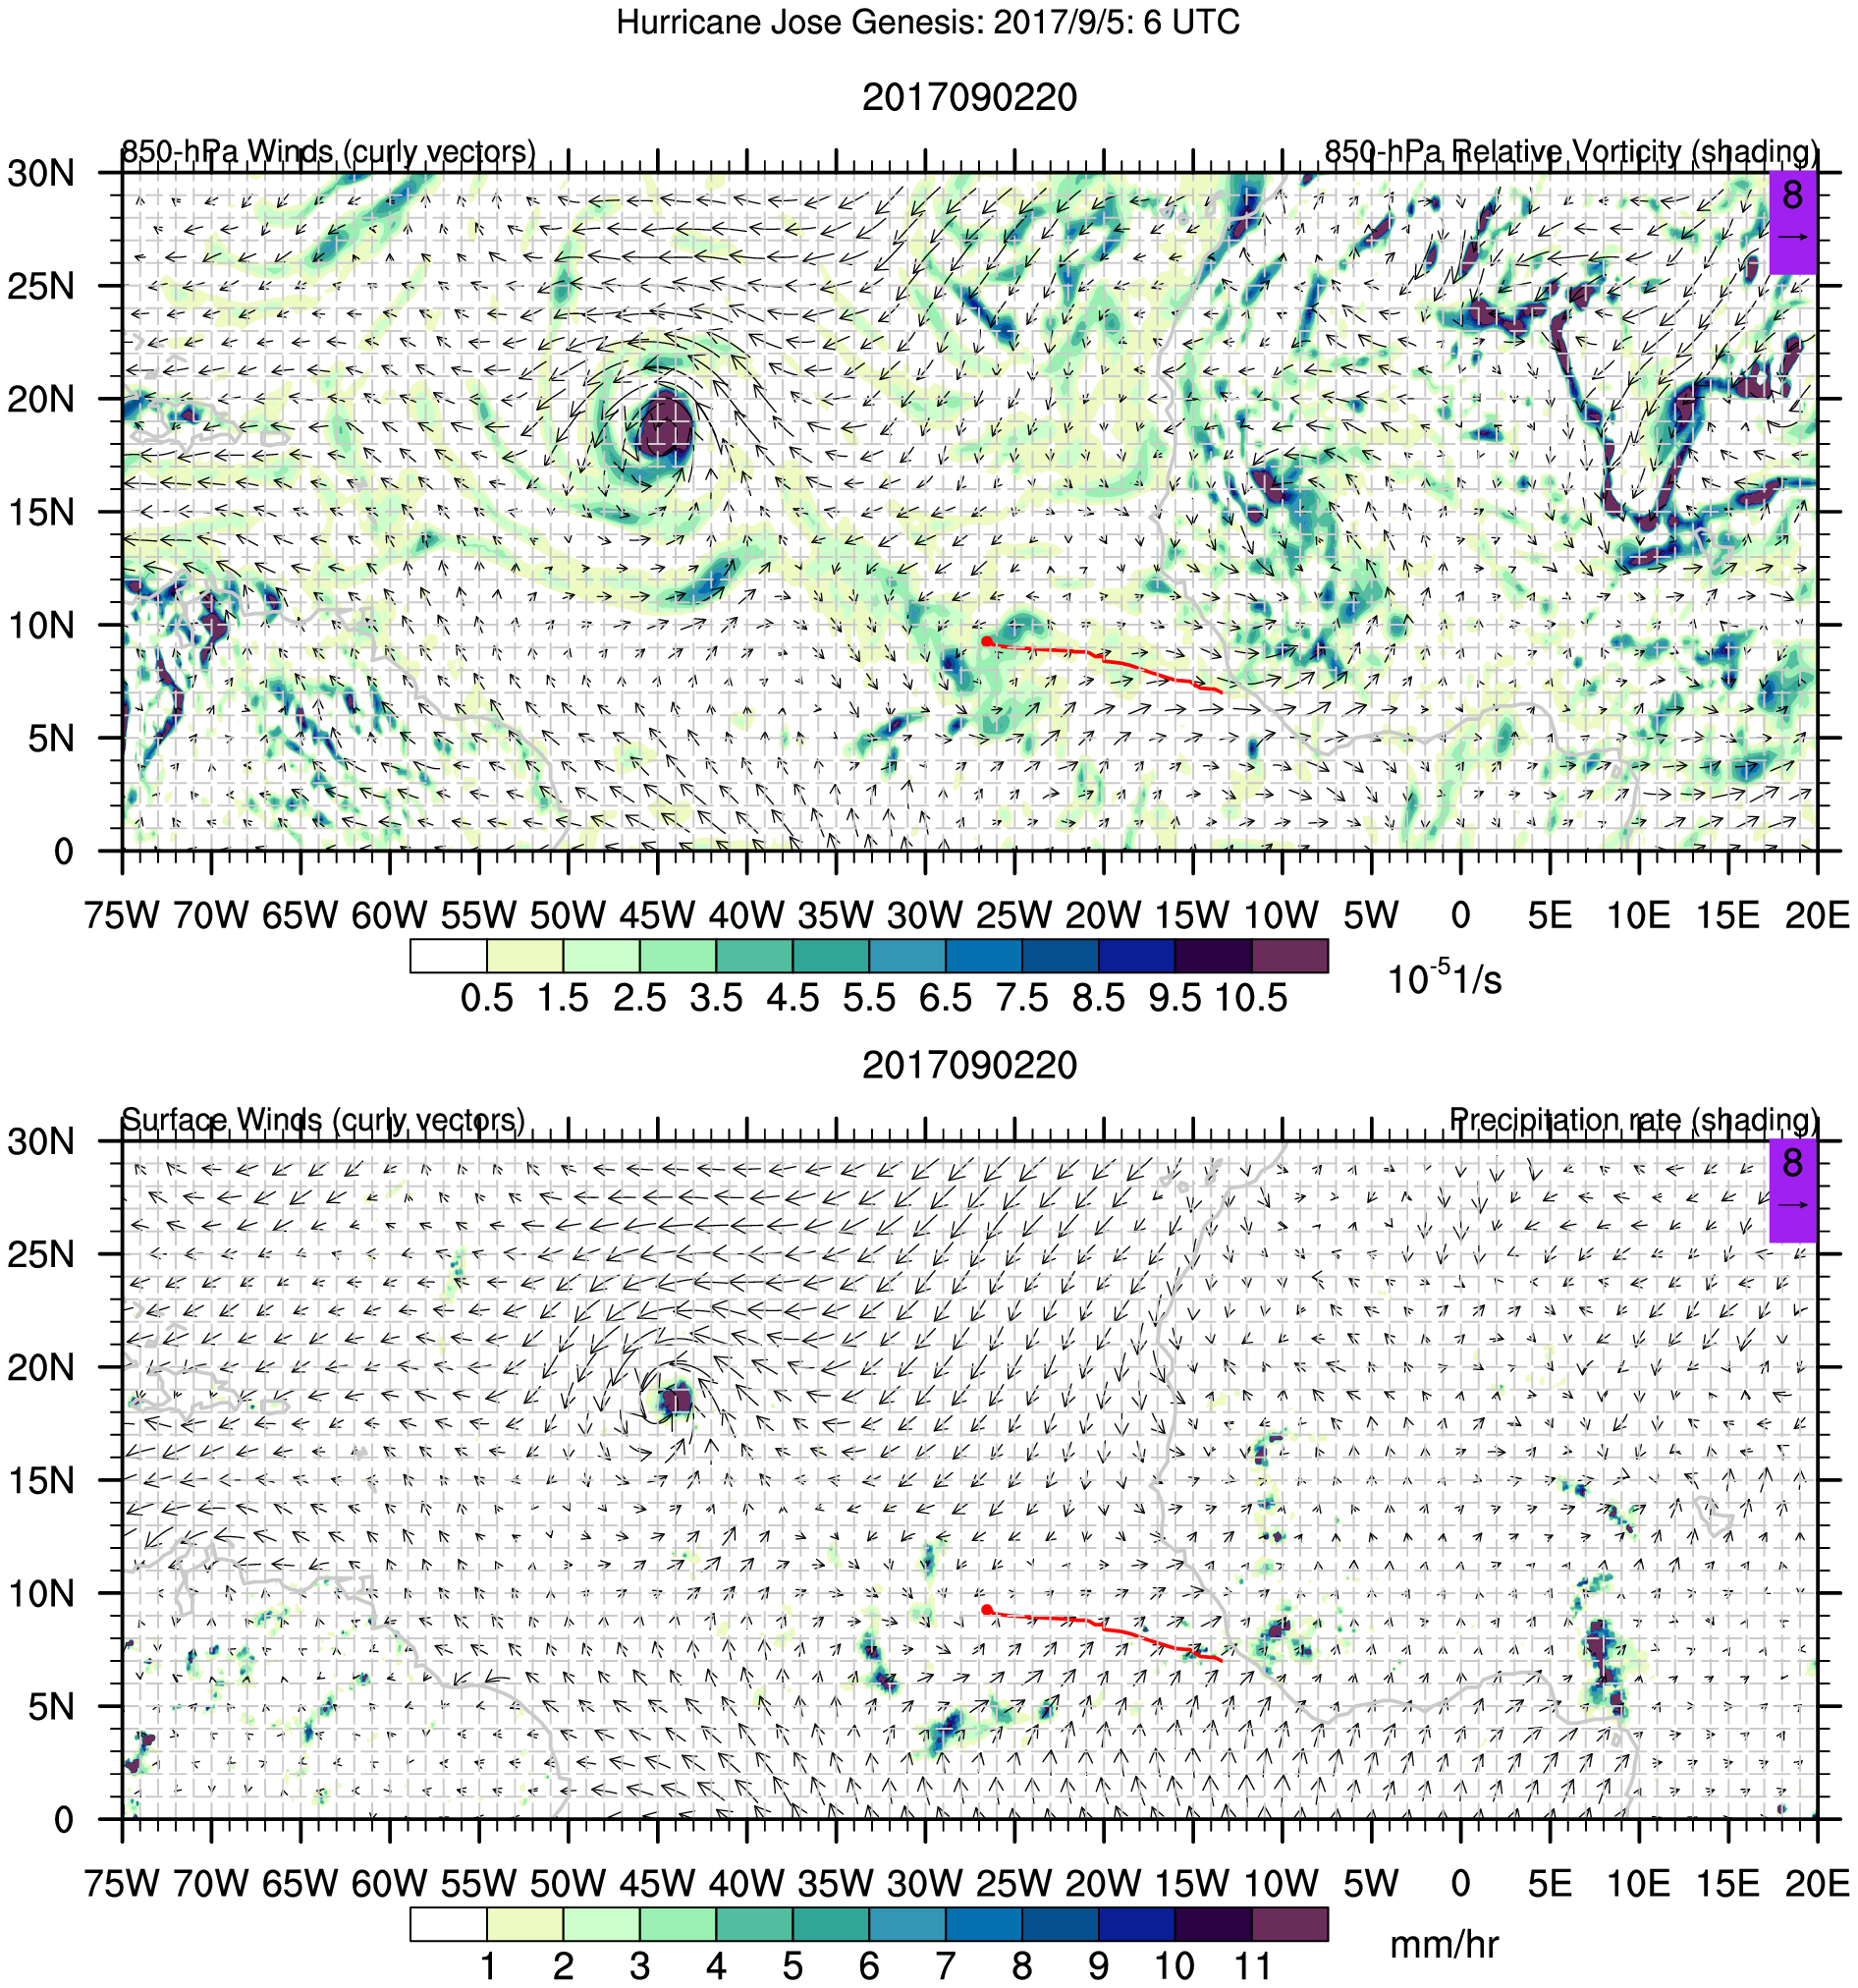 Hurricane Jose Genesis: 2017/9/5: 6 UTC
2017090220
850-hPa Winds (curly vectors) 850-hPa Relative Vorticity (shading)
30N
8
25N
20N
15N
10N
5N
0
75W 70W 65W 60W 55W 50W 45W 40W 35W 30W 25W 20W 15W 10W 5W 0 5E 10E 15E 20E
0.5 1.5 2.5 3.5 4.5 5.5 6.5 7.5 8.5 9.5 10.5
10⁻⁵1/s
2017090220
Surface Winds (curly vectors) Precipitation rate (shading)
30N
8
25N
20N
15N
10N
5N
0
75W 70W 65W 60W 55W 50W 45W 40W 35W 30W 25W 20W 15W 10W 5W 0 5E 10E 15E 20E
1 2 3 4 5 6 7 8 9 10 11
mm/hr